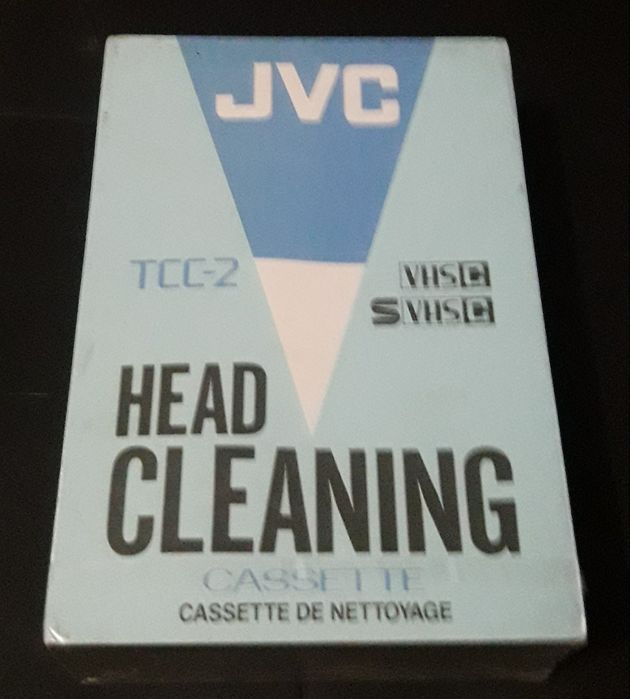 JVC
TCC-2
VHS C
S VHS C
HEAD
CLEANING
CASSETTE
CASSETTE DE NETTOYAGE